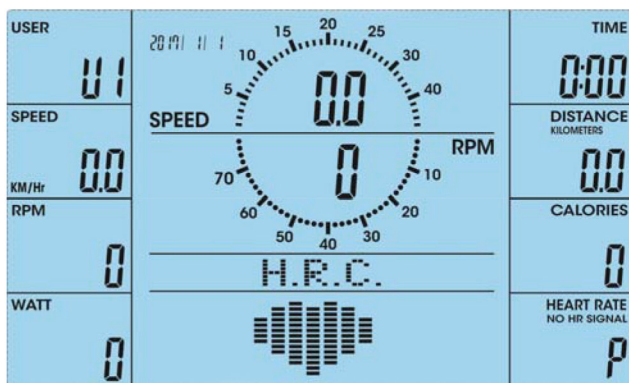 USER
U1
SPEED
KM/Hr 0.0
RPM
0
WATT
0
2019/ 1/ 1
5 10 15 20 25 30 40
0.0
SPEED
RPM
0
70 60 50 40 30 20 10
H.R.C.
TIME
0:00
DISTANCE
KILOMETERS
0.0
CALORIES
0
HEART RATE
NO HR SIGNAL
P